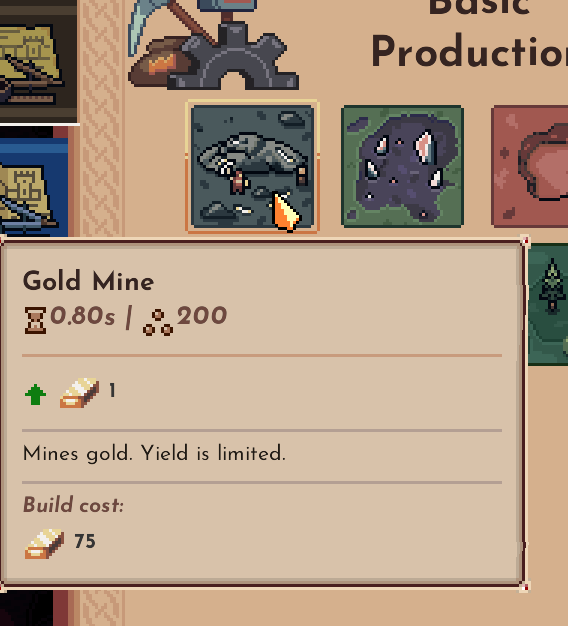 Basic
Production
Gold Mine
0.80s | 200
1
Mines gold. Yield is limited.
Build cost:
75